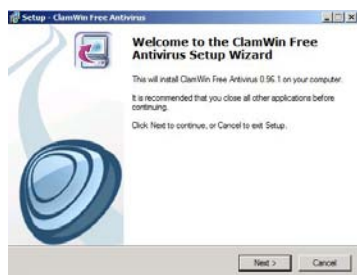 Setup - ClamWin Free Antivirus
Welcome to the ClamWin Free
Antivirus Setup Wizard
This will install ClamWin Free Antivirus 0.96.1 on your computer.
It is recommended that you close all other applications before
continuing.
Click Next to continue, or Cancel to exit Setup.
Next >
Cancel